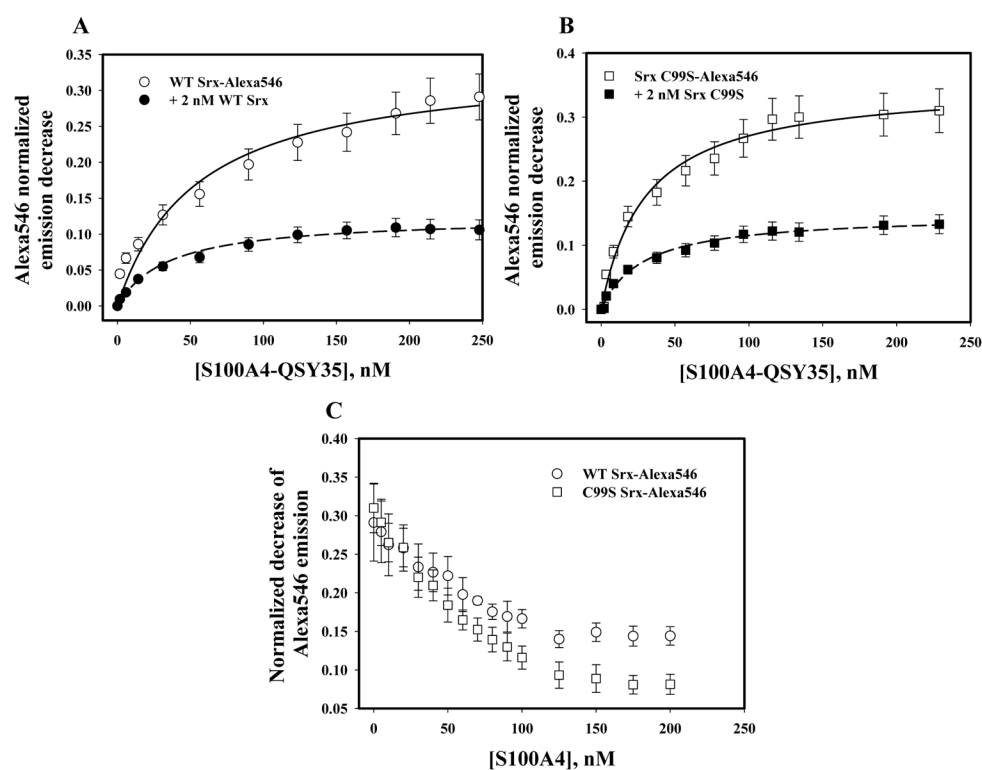 A
0.35
0.30
0.25
0.20
0.15
0.10
0.05
0.00
Alexa546 normalized
emission decrease
WT Srx-Alexa546
+ 2 nM WT Srx
0 50 100 150 200 250
[S100A4-QSY35], nM
B
0.4
0.3
0.2
0.1
0.0
Alexa546 normalized
emission decrease
Srx C99S-Alexa546
+ 2 nM Srx C99S
0 50 100 150 200 250
[S100A4-QSY35], nM
C
0.40
0.35
0.30
0.25
0.20
0.15
0.10
0.05
Normalized decrease of
Alexa546 emission
WT Srx-Alexa546
C99S Srx-Alexa546
0 50 100 150 200 250
[S100A4], nM